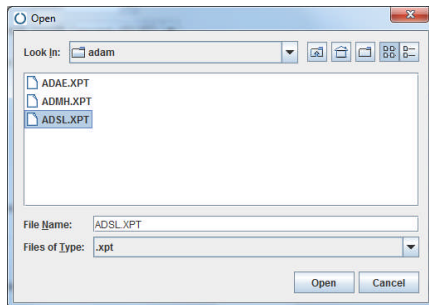 Open
Look In: adam
ADAE.XPT
ADMH.XPT
ADSL.XPT
File Name: ADSL.XPT
Files of Type: .xpt
Open Cancel